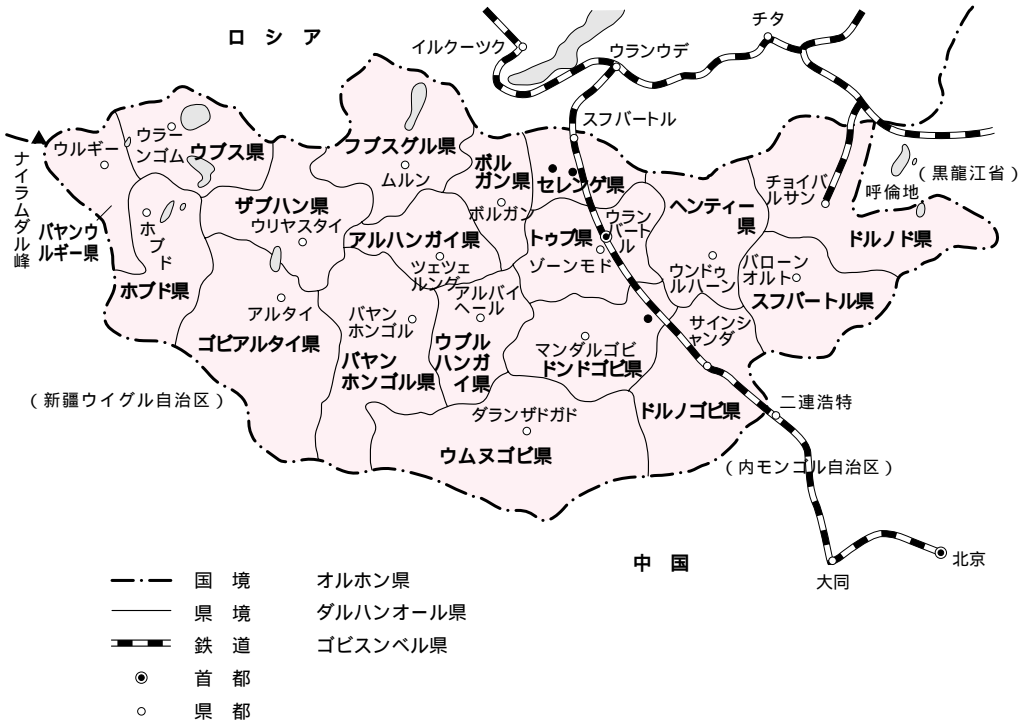 ロシア
チタ
イルクーツク
ウランウデ
スフバートル
ナイラムダル峰
ウルギー
ウラー
ンゴム
ウブス県
フブスグル県
ムルン
ボル
ガン県
ボルガン
セレンゲ県
ヘンティー
県
チョイバ
ルサン
呼倫池
(黒龍江省)
バヤンウ
ルギー県
ホブド
ザブハン県
ウリヤスタイ
アルハンガイ県
ツェツェ
ルング
トゥブ県
ウラン
バート
ル
ゾーンモド
ドルノド県
ホブド県
アルタイ
ゴビアルタイ県
バヤン
ホンゴル
バヤン
ホンゴル県
アルバイ
ヘール
ウブル
ハンガ
イ県
ウンドゥ
ルハーン
バローン
オルト
スフバートル県
サインシ
ャンダ
マンダルゴビ
ドンドゴビ県
ドルノゴビ県
(新疆ウイグル自治区)
ダランザドガド
ウムヌゴビ県
二連浩特
(内モンゴル自治区)
中国
大同
北京
国境
オルホン県
県境
ダルハンオール県
鉄道
ゴビスンベル県
首都
県都